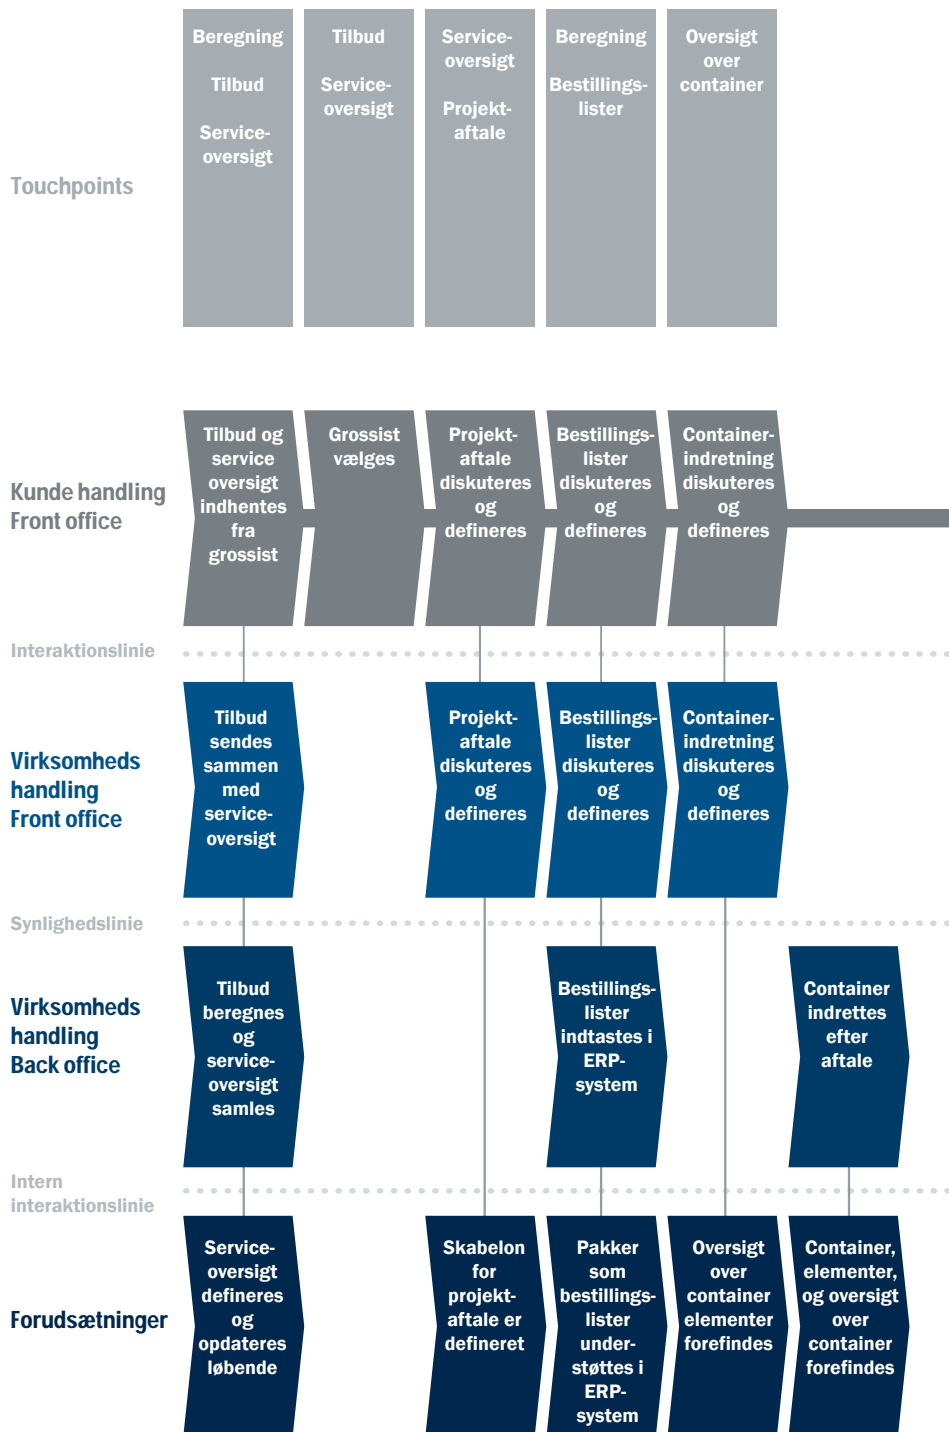 Touchpoints
Beregning
Tilbud
Service-
oversigt
Tilbud
Service-
oversigt
Service-
oversigt
Projekt-
aftale
Beregning
Bestillings-
lister
Oversigt
over
container
Kunde handling
Front office
Tilbud og
service
oversigt
indhentes
fra
grossist
Grossist
vælges
Projekt-
aftale
diskuteres
og
defineres
Bestillings-
lister
diskuteres
og
defineres
Container-
indretning
diskuteres
og
defineres
Interaktionslinie
Virksomheds
handling
Front office
Tilbud
sendes
sammen
med
service-
oversigt
Projekt-
aftale
diskuteres
og
defineres
Bestillings-
lister
diskuteres
og
defineres
Container-
indretning
diskuteres
og
defineres
Synlighedslinie
Virksomheds
handling
Back office
Tilbud
beregnes
og
service-
oversigt
samles
Bestillings-
lister
indtastes i
ERP-
system
Container
indrettes
efter
aftale
Intern
interaktionslinie
Forudsætninger
Service-
oversigt
defineres
og
opdateres
løbende
Skabelon
for
projekt-
aftale er
defineret
Pakker
som
bestillings-
lister
under-
støttes i
ERP-
system
Oversigt
over
container
elementer
forefindes
Container,
elementer,
og oversigt
over
container
forefindes